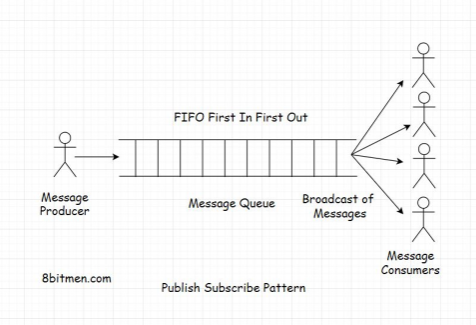 FIFO First In First Out
Message
Producer
Message Queue
Broadcast of
Messages
Message
Consumers
8bitmen.com
Publish Subscribe Pattern